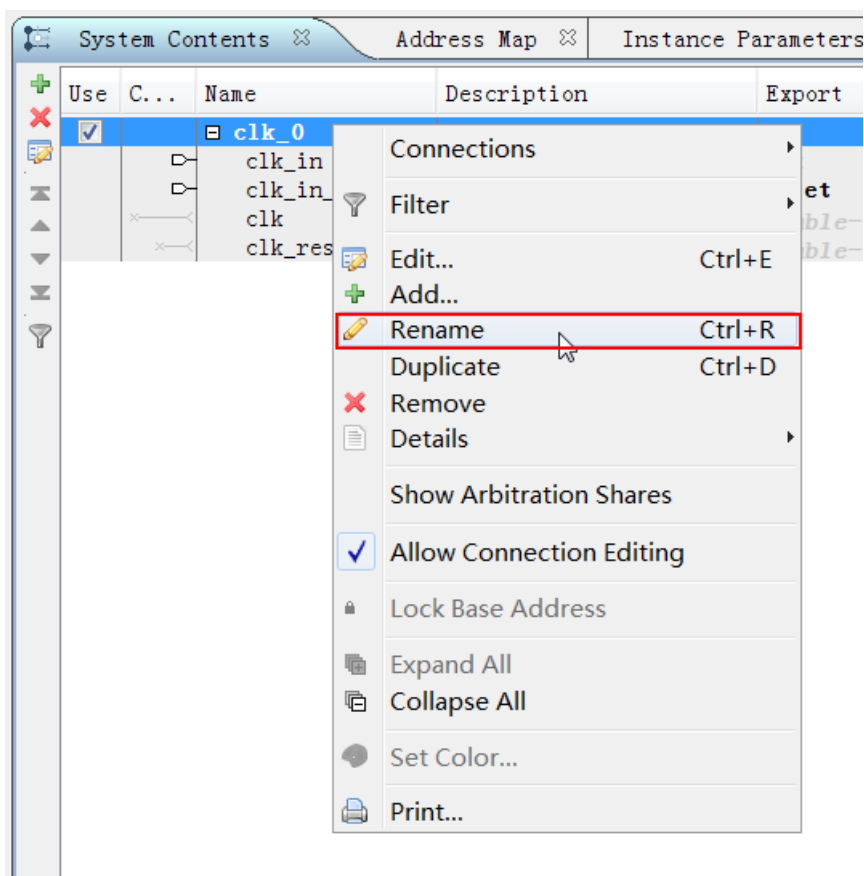 System Contents Address Map Instance Parameters
Use C... Name Description Export
clk_0
clk_in
clk_in_ et
clk ble-
clk_res ble-
Connections
Filter
Edit... Ctrl+E
Add...
Rename Ctrl+R
Duplicate Ctrl+D
Remove
Details
Show Arbitration Shares
Allow Connection Editing
Lock Base Address
Expand All
Collapse All
Set Color...
Print...